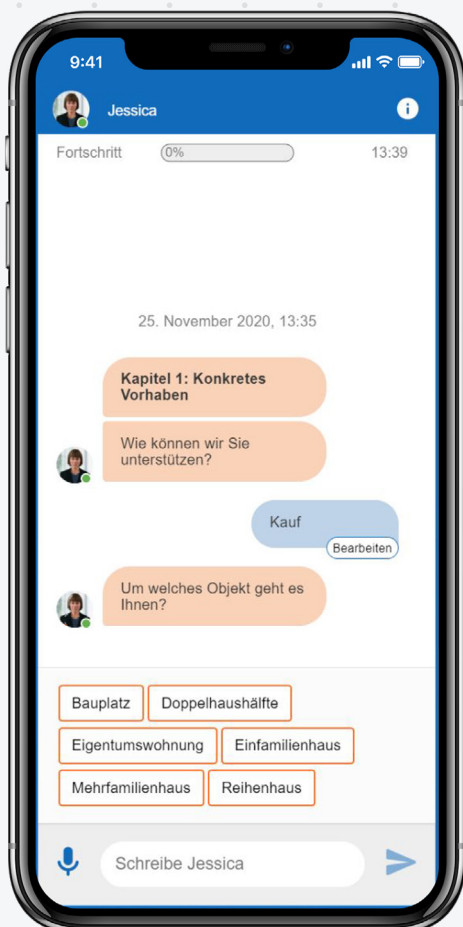 9:41
Jessica
i
Fortschritt 0% 13:39
25. November 2020, 13:35
Kapitel 1: Konkretes
Vorhaben
Wie können wir Sie
unterstützen?
Kauf
Bearbeiten
Um welches Objekt geht es
Ihnen?
Bauplatz Doppelhaushälfte
Eigentumswohnung Einfamilienhaus
Mehrfamilienhaus Reihenhaus
Schreibe Jessica